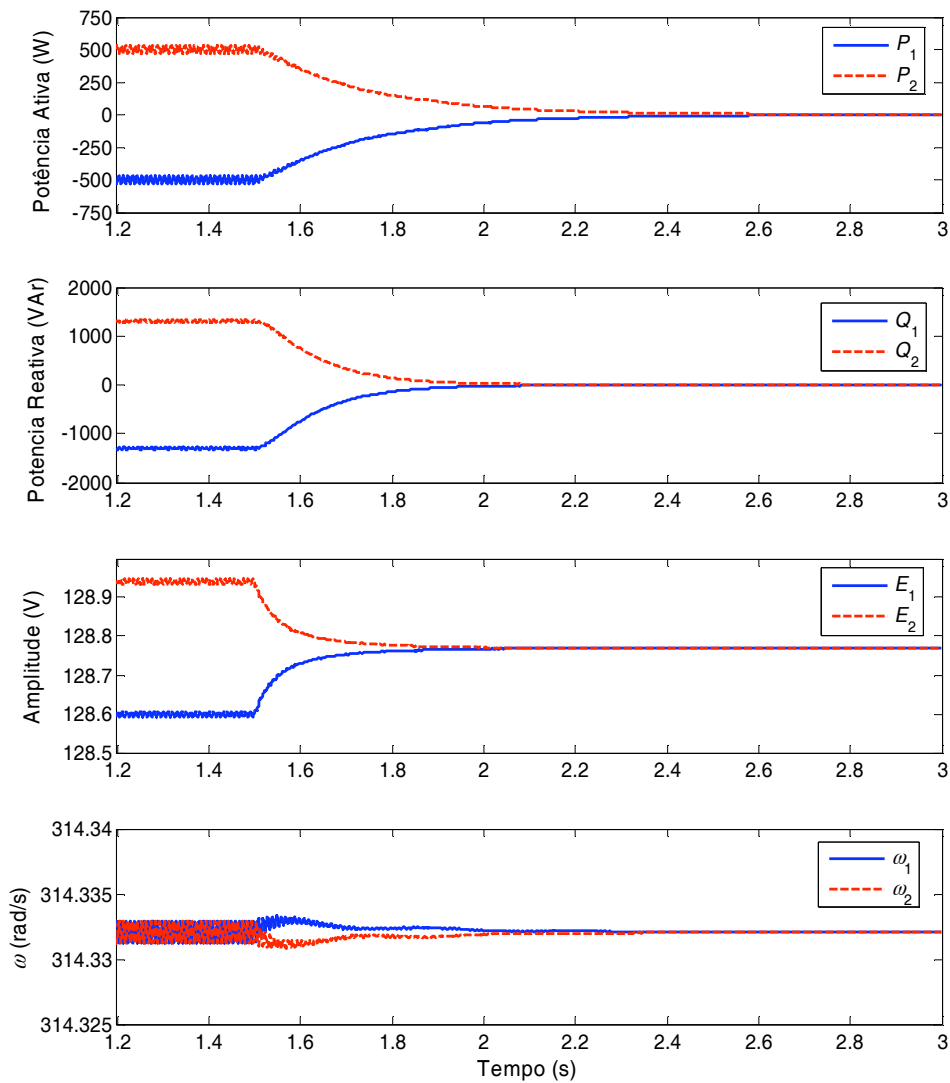 Potência Ativa (W)
750
500
250
0
-250
-500
-750
P1
P2
1.2 1.4 1.6 1.8 2 2.2 2.4 2.6 2.8 3
Potencia Reativa (VAr)
2000
1000
0
-1000
-2000
Q1
Q2
1.2 1.4 1.6 1.8 2 2.2 2.4 2.6 2.8 3
Amplitude (V)
128.9
128.8
128.7
128.6
128.5
E1
E2
1.2 1.4 1.6 1.8 2 2.2 2.4 2.6 2.8 3
ω (rad/s)
314.34
314.335
314.33
314.325
ω1
ω2
1.2 1.4 1.6 1.8 2 2.2 2.4 2.6 2.8 3
Tempo (s)